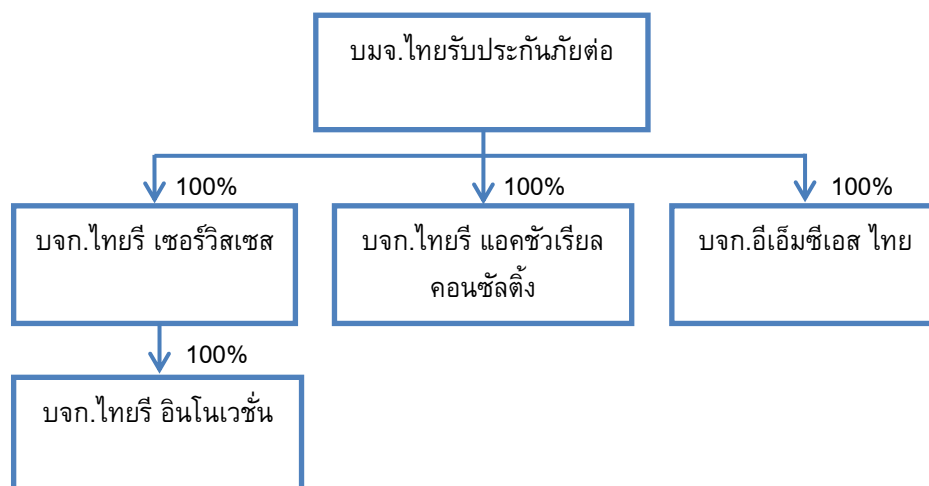 บมจ.ไทยรับประกันภัยต่อ
100%
100%
100%
บจก.ไทยรี เซอร์วิสเซส
บจก.ไทยรี แอคชัวเรียล
คอนซัลติ้ง
บจก.อีเอ็มซีเอส ไทย
100%
บจก.ไทยรี อินโนเวชั่น